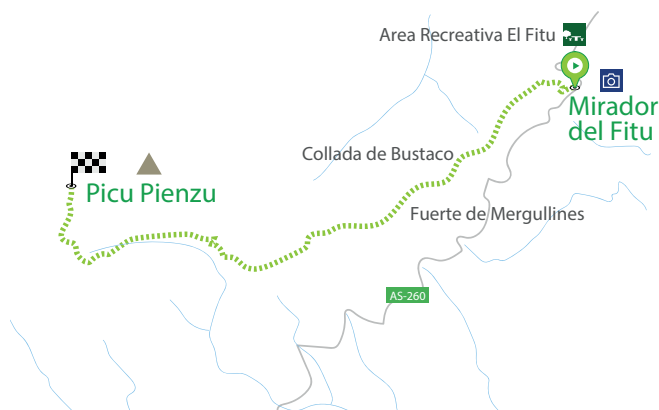 Area Recreativa El Fitu
Mirador
del Fitu
Collada de Bustaco
Picu Pienzu
Fuerte de Mergullines
AS-260